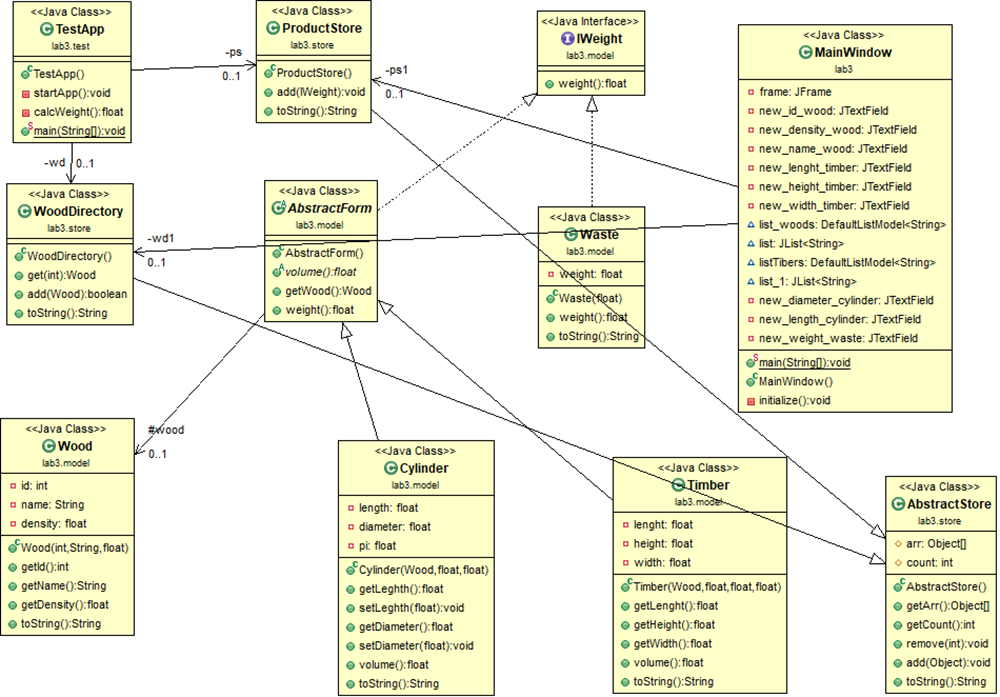 <<Java Class>>
TestApp
lab3.test
TestApp()
startApp():void
calcWeight():float
main(String[]):void
-ps
0..1
<<Java Class>>
ProductStore
lab3.store
ProductStore()
add(IWeight):void
toString():String
-ps1
0..1
<<Java Interface>>
IWeight
lab3.model
weight():float
<<Java Class>>
MainWindow
lab3
frame: JFrame
new_id_wood: JTextField
new_density_wood: JTextField
new_name_wood: JTextField
new_lenght_timber: JTextField
new_height_timber: JTextField
new_width_timber: JTextField
list_woods: DefaultListModel<String>
list: JList<String>
listTibers: DefaultListModel<String>
list_1: JList<String>
new_diameter_cylinder: JTextField
new_length_cylinder: JTextField
new_weight_waste: JTextField
main(String[]):void
MainWindow()
initialize():void
-wd
0..1
<<Java Class>>
WoodDirectory
lab3.store
WoodDirectory()
get(int):Wood
add(Wood):boolean
toString():String
-wd1
0..1
<<Java Class>>
AbstractForm
lab3.model
AbstractForm()
volume():float
getWood():Wood
weight():float
<<Java Class>>
Waste
lab3.model
weight: float
Waste(float)
weight():float
toString():String
#wood
0..1
<<Java Class>>
Wood
lab3.model
id: int
name: String
density: float
Wood(int,String,float)
getId():int
getName():String
getDensity():float
toString():String
<<Java Class>>
Cylinder
lab3.model
length: float
diameter: float
pi: float
Cylinder(Wood,float,float)
getLeghth():float
setLeghth(float):void
getDiameter():float
setDiameter(float):void
volume():float
toString():String
<<Java Class>>
Timber
lab3.model
lenght: float
height: float
width: float
Timber(Wood,float,float,float)
getLenght():float
getHeight():float
getWidth():float
volume():float
toString():String
<<Java Class>>
AbstractStore
lab3.store
arr: Object[]
count: int
AbstractStore()
getArr():Object[]
getCount():int
remove(int):void
add(Object):void
toString():String